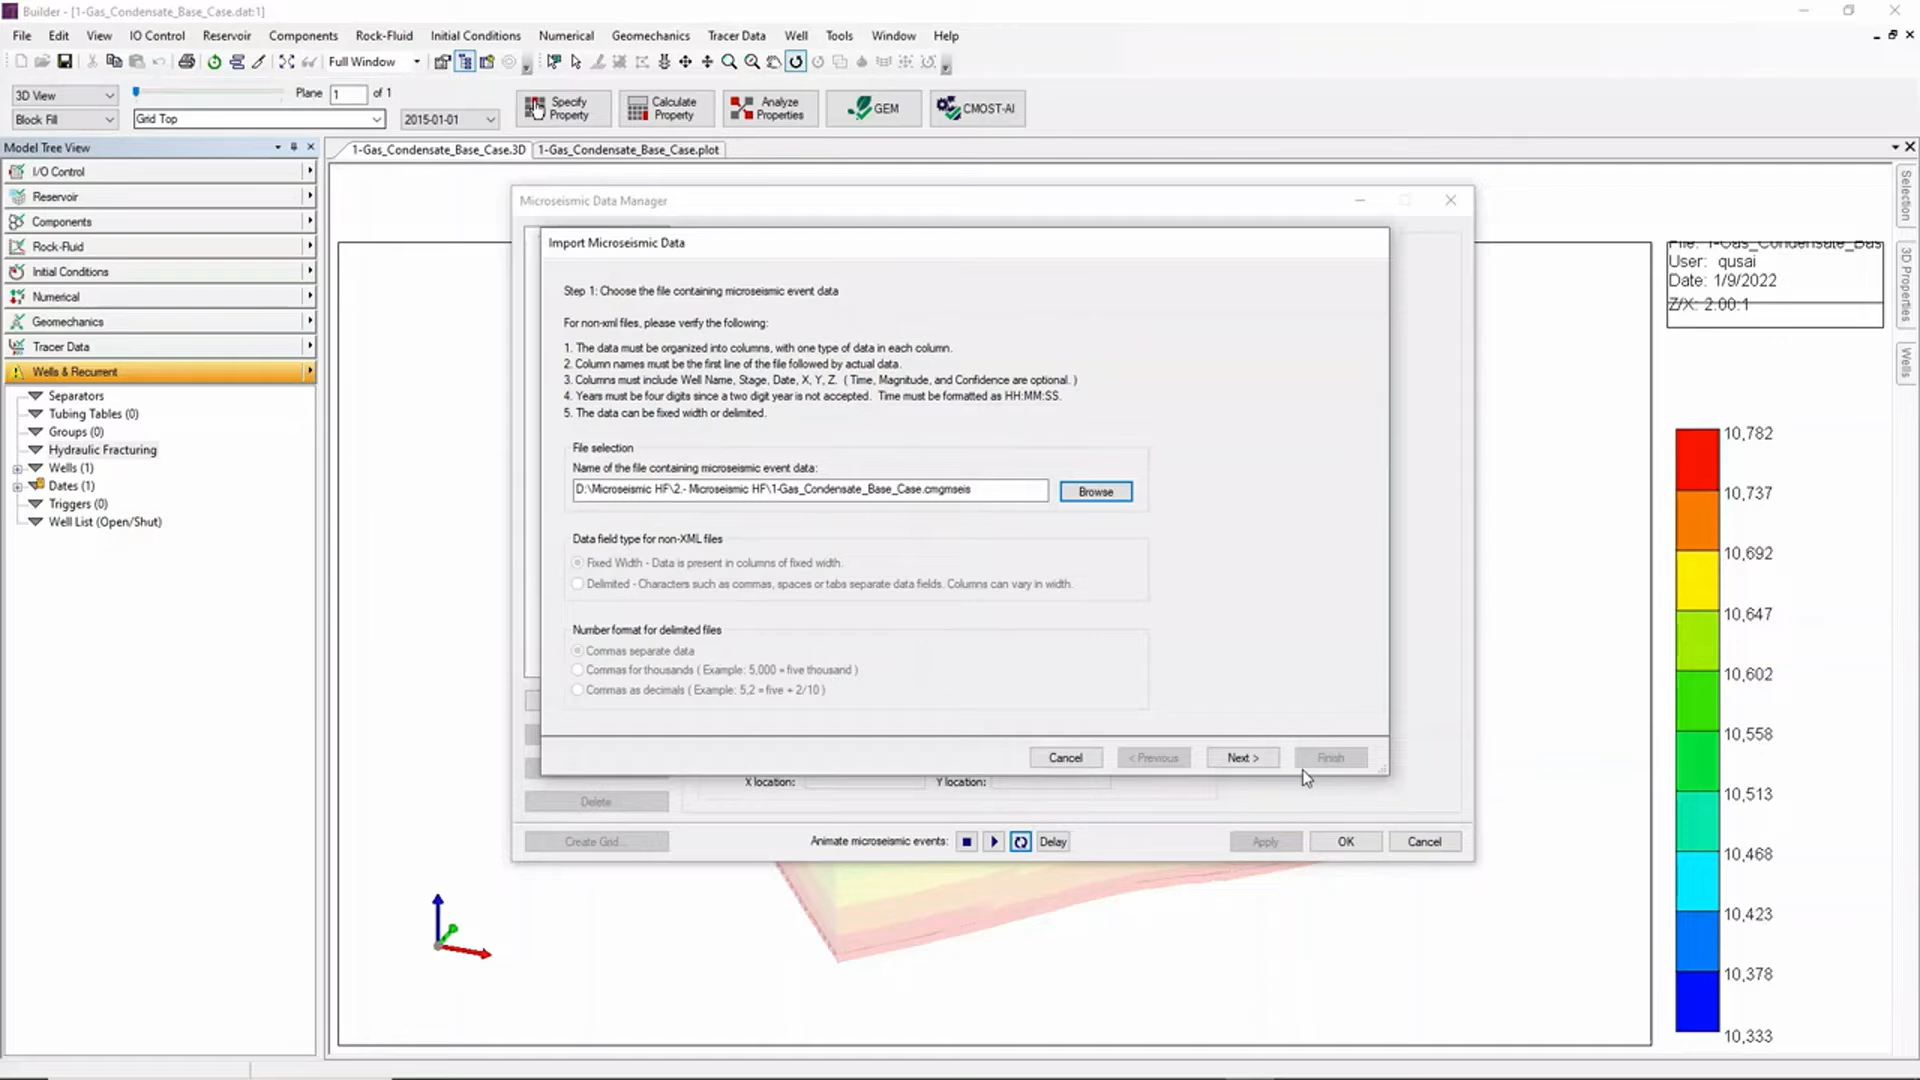 Builder - [1-Gas_Condensate_Base_Case.dat:1]
File Edit View IO Control Reservoir Components Rock-Fluid Initial Conditions Numerical Geomechanics Tracer Data Well Tools Window Help
Full Window
3D View
Plane 1 of 1
Block Fill
Grid Top
2015-01-01
Specify Property
Calculate Property
Analyze Properties
GEM
CMOST-AI
Model Tree View
1-Gas_Condensate_Base_Case.3D
1-Gas_Condensate_Base_Case.plot
I/O Control
Reservoir
Components
Rock-Fluid
Initial Conditions
Numerical
Geomechanics
Tracer Data
Wells & Recurrent
Separators
Tubing Tables (0)
Groups (0)
Hydraulic Fracturing
Wells (1)
Dates (1)
Triggers (0)
Well List (Open/Shut)
Microseismic Data Manager
Import Microseismic Data
Step 1: Choose the file containing microseismic event data
For non-xml files, please verify the following:
1. The data must be organized into columns, with one type of data in each column.
2. Column names must be the first line of the file followed by actual data.
3. Columns must include Well Name, Stage, Date, X, Y, Z. ( Time, Magnitude, and Confidence are optional. )
4. Years must be four digits since a two digit year is not accepted. Time must be formatted as HH:MM:SS.
5. The data can be fixed width or delimited.
File selection
Name of the file containing microseismic event data:
D:\Microseismic HF\2.- Microseismic HF\1-Gas_Condensate_Base_Case.cmgmseis
Browse
Data field type for non-XML files
Fixed Width - Data is present in columns of fixed width.
Delimited - Characters such as commas, spaces or tabs separate data fields. Columns can vary in width.
Number format for delimited files
Commas separate data
Commas for thousands ( Example: 5,000 = five thousand )
Commas as decimals ( Example: 5,2 = five + 2/10 )
Cancel
< Previous
Next >
Finish
X location:
Y location:
Delete
Create Grid...
Animate microseismic events:
Delay
Apply
OK
Cancel
File: 1-Gas_Condensate_Bas
User: qusai
Date: 1/9/2022
Z/X: 2.00:1
10,782
10,737
10,692
10,647
10,602
10,558
10,513
10,468
10,423
10,378
10,333
Selection
3D Properties
Wells